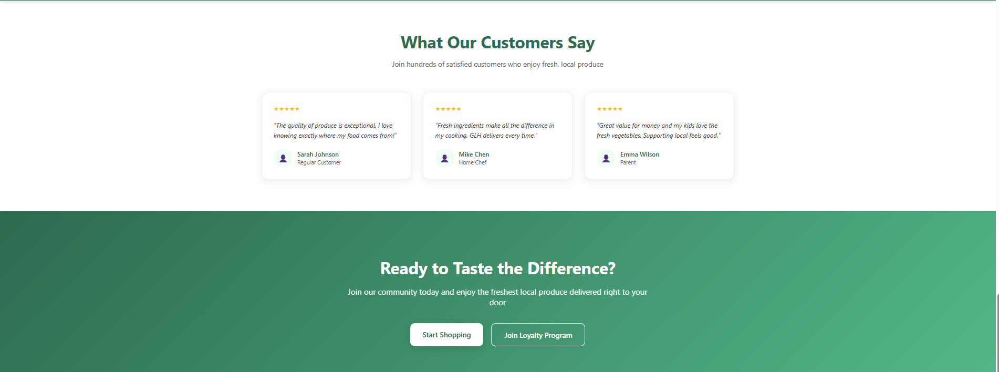 What Our Customers Say
Join hundreds of satisfied customers who enjoy fresh, local produce
★★★★★
"The quality of produce is exceptional. I love
knowing exactly where my food comes from!"
Sarah Johnson
Regular Customer
★★★★★
"Fresh ingredients make all the difference in
my cooking. GLH delivers every time."
Mike Chen
Home Chef
★★★★★
"Great value for money and my kids love the
fresh vegetables. Supporting local feels good."
Emma Wilson
Parent
Ready to Taste the Difference?
Join our community today and enjoy the freshest local produce delivered right to your
door
Start Shopping
Join Loyalty Program